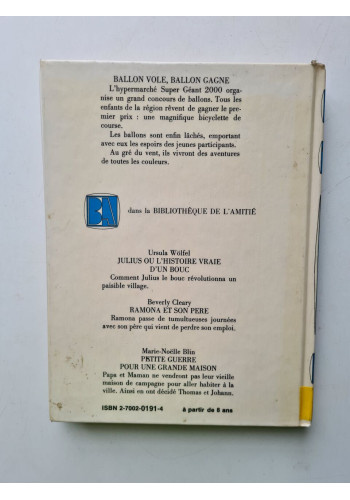 BALLON VOLE, BALLON GAGNE
L'hypermarché Super Géant 2000 orga-
nise un grand concours de ballons. Tous les
enfants de la région rêvent de gagner le pre-
mier prix : une magnifique bicyclette de
course.
Les ballons sont enfin lâchés, emportant
avec eux les espoirs des jeunes participants.
Au gré du vent, ils vivront des aventures
de toutes les couleurs.
BA
dans la BIBLIOTHÈQUE DE L'AMITIÉ
Ursula Wölfel
JULIUS OU L'HISTOIRE VRAIE
D'UN BOUC
Comment Julius le bouc révolutionna un
paisible village.
Beverly Cleary
RAMONA ET SON PERE
Ramona passe de tumultueuses journées
avec son père qui vient de perdre son emploi.
Marie-Noëlle Blin
PETITE GUERRE
POUR UNE GRANDE MAISON
Papa et Maman ne vendront pas leur vieille
maison de campagne pour aller habiter à la
ville. Ainsi en ont décidé Thomas et Johann.
ISBN 2-7002-0191-4 à partir de 8 ans